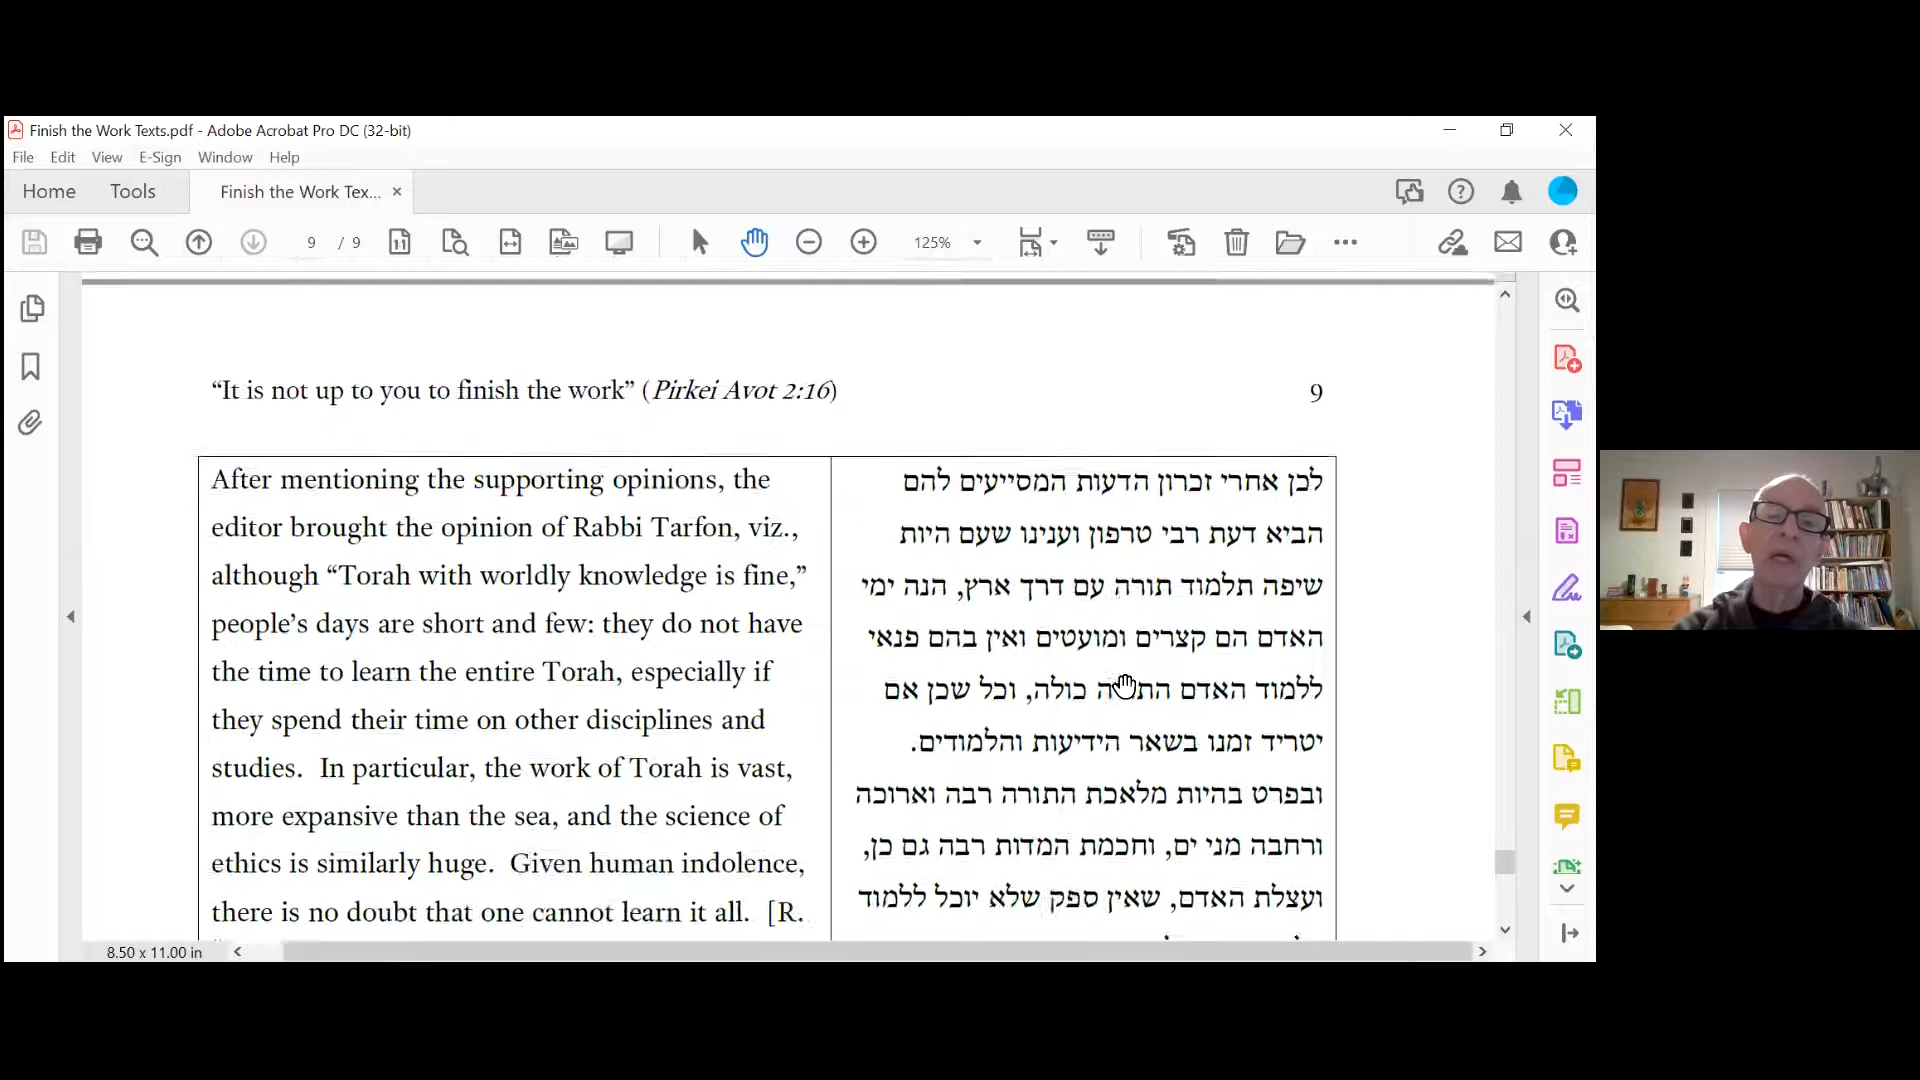 Finish the Work Texts.pdf - Adobe Acrobat Pro DC (32-bit)
File Edit View E-Sign Window Help
Home Tools Finish the Work Tex... ×
9 / 9 125%
“It is not up to you to finish the work” (Pirkei Avot 2:16) 9
After mentioning the supporting opinions, the
editor brought the opinion of Rabbi Tarfon, viz.,
although “Torah with worldly knowledge is fine,”
people’s days are short and few: they do not have
the time to learn the entire Torah, especially if
they spend their time on other disciplines and
studies. In particular, the work of Torah is vast,
more expansive than the sea, and the science of
ethics is similarly huge. Given human indolence,
there is no doubt that one cannot learn it all. [R.
לכן אחרי זכרון הדעות המסייעים להם
הביא דעת רבי טרפון וענינו שעם היות
שיפה תלמוד תורה עם דרך ארץ, הנה ימי
האדם הם קצרים ומועטים ואין בהם פנאי
ללמוד האדם כולה, וכל שכן אם
יטריד זמנו בשאר הידיעות והלמודים.
ובפרט בהיות מלאכת התורה רבה וארוכה
ורחבה מני ים, וחכמת המדות רבה גם כן,
ועצלת האדם, שאין ספק שלא יוכל ללמוד
8.50 x 11.00 in